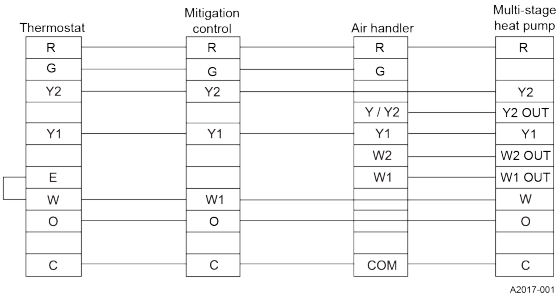 Thermostat
Mitigation
control
Air handler
Multi-stage
heat pump
R R R R
G G G
Y2 Y2 Y2
Y / Y2 Y2 OUT
Y1 Y1 Y1 Y1
W2 W2 OUT
E W1 W1 OUT
W W1 W
O O O
C C COM C
A2017-001